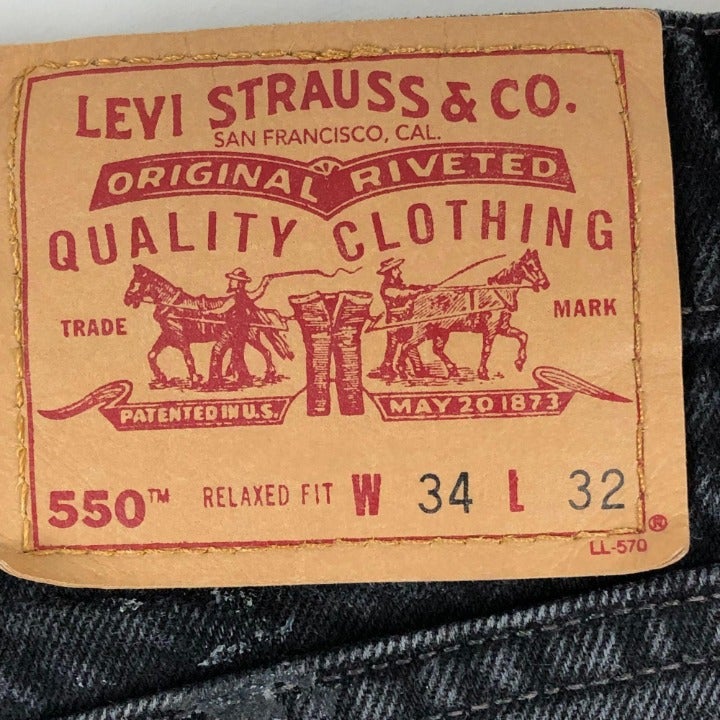 LEVI STRAUSS & CO.
SAN FRANCISCO, CAL.
ORIGINAL RIVETED
QUALITY CLOTHING
TRADE MARK
PATENTED IN U.S. MAY 20 1873
550™ RELAXED FIT W 34 L 32
®
LL-570